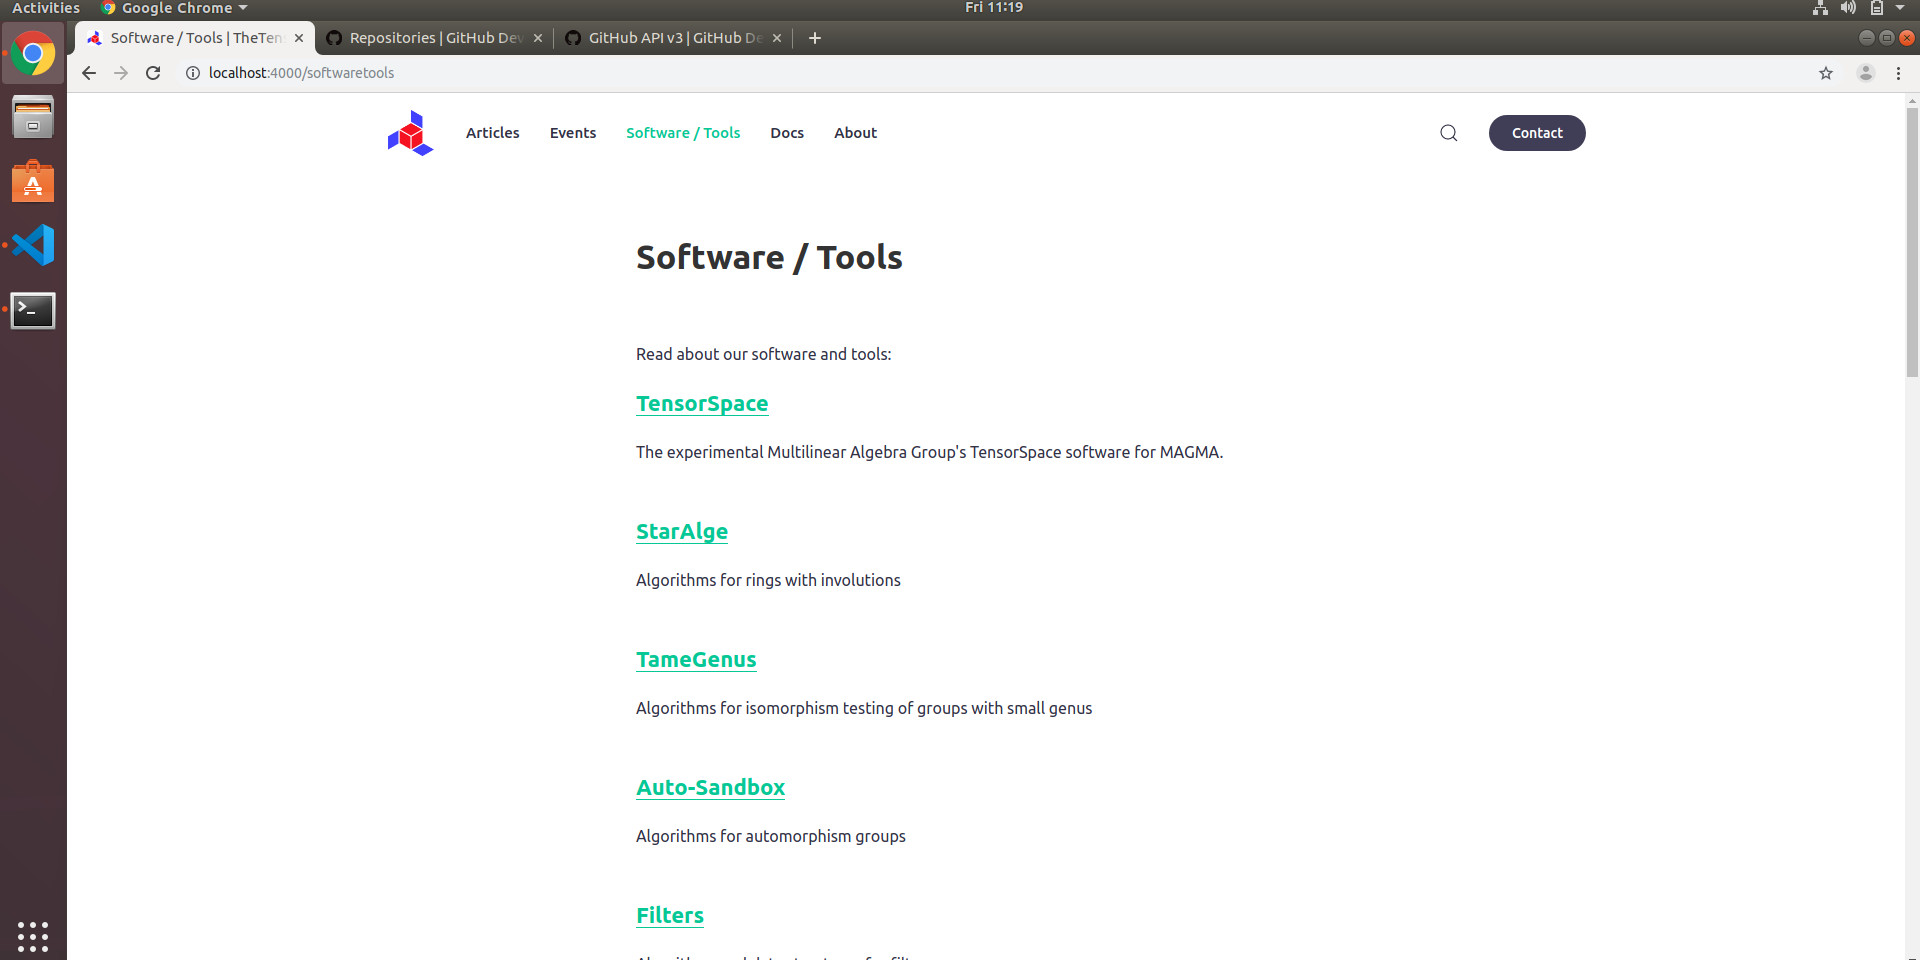 Activities
Google Chrome
Fri 11:19
Software / Tools | TheTen
Repositories | GitHub Dev
GitHub API v3 | GitHub De
localhost:4000/softwaretools
Articles
Events
Software / Tools
Docs
About
Contact
Software / Tools
Read about our software and tools:
TensorSpace
The experimental Multilinear Algebra Group's TensorSpace software for MAGMA.
StarAlge
Algorithms for rings with involutions
TameGenus
Algorithms for isomorphism testing of groups with small genus
Auto-Sandbox
Algorithms for automorphism groups
Filters